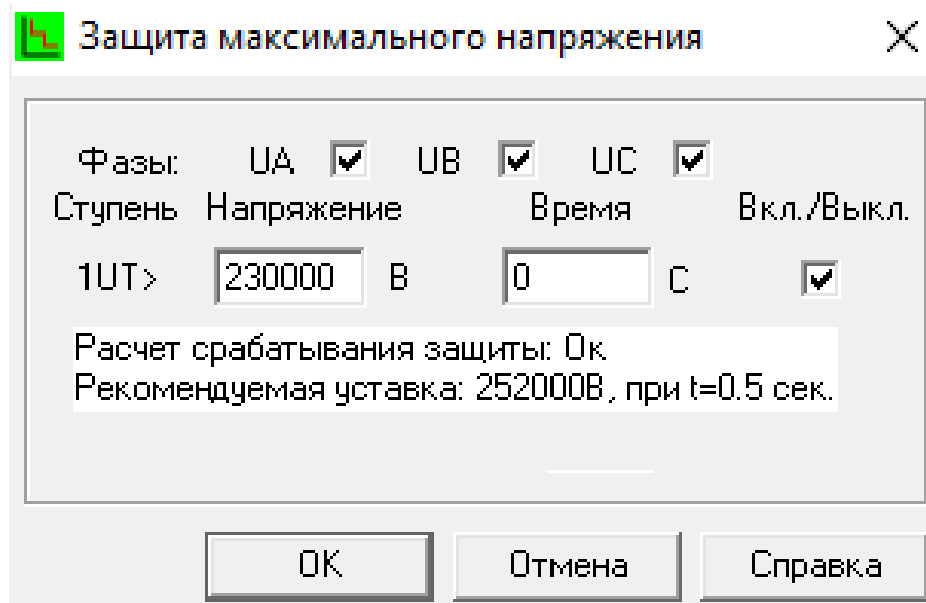 Защита максимального напряжения
Фазы: UA UB UC
Ступень Напряжение Время Вкл./Выкл.
1UT> 230000 В 0 С
Расчет срабатывания защиты: Ок
Рекомендуемая уставка: 252000В, при t=0.5 сек.
ОК Отмена Справка